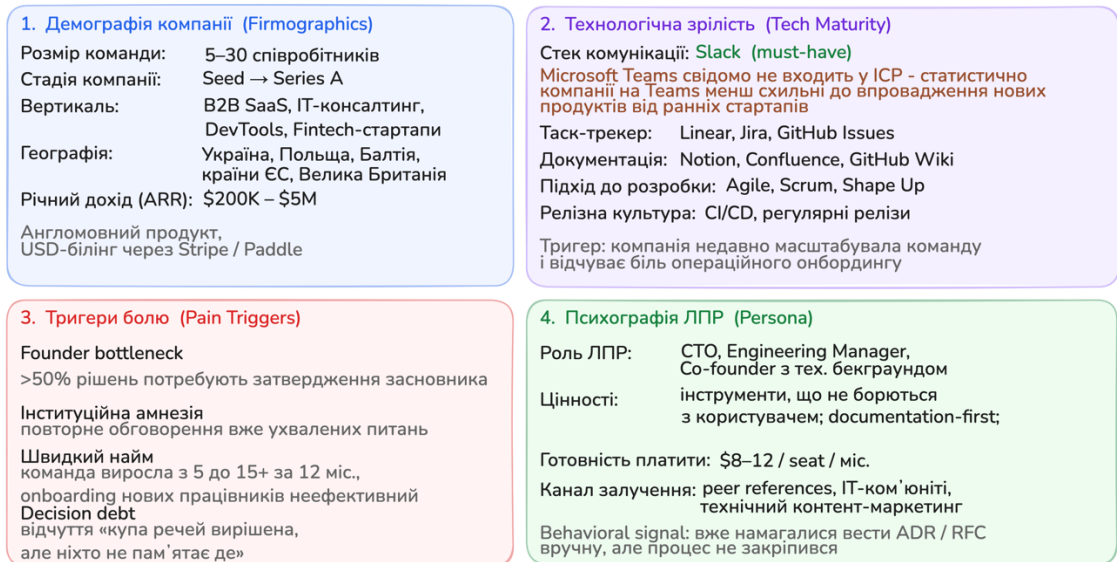 1. Демографія компанії (Firmographics)
Розмір команди: 5–30 співробітників
Стадія компанії: Seed → Series A
Вертикаль: B2B SaaS, ІТ-консалтинг,
DevTools, Fintech-стартапи
Географія: Україна, Польща, Балтія,
країни ЄС, Велика Британія
Річний дохід (ARR): $200K – $5M
Англомовний продукт,
USD-білінг через Stripe / Paddle
2. Технологічна зрілість (Tech Maturity)
Стек комунікації: Slack (must-have)
Microsoft Teams свідомо не входить у ICP - статистично
компанії на Teams менш схильні до впровадження нових
продуктів від ранніх стартапів
Таск-трекер: Linear, Jira, GitHub Issues
Документація: Notion, Confluence, GitHub Wiki
Підхід до розробки: Agile, Scrum, Shape Up
Релізна культура: CI/CD, регулярні релізи
Тригер: компанія недавно масштабувала команду
і відчуває біль операційного онбордингу
3. Тригери болю (Pain Triggers)
Founder bottleneck
>50% рішень потребують затвердження засновника
Інституційна амнезія
повторне обговорення вже ухвалених питань
Швидкий найм
команда виросла з 5 до 15+ за 12 міс.,
onboarding нових працівників неефективний
Decision debt
відчуття «купа речей вирішена,
але ніхто не пам'ятає де»
4. Психографія ЛПР (Persona)
Роль ЛПР: CTO, Engineering Manager,
Co-founder з тех. бекграундом
Цінності: інструменти, що не борються
з користувачем; documentation-first;
Готовність платити: $8–12 / seat / міс.
Канал залучення: peer references, ІТ-ком'юніті,
технічний контент-маркетинг
Behavioral signal: вже намагалися вести ADR / RFC
вручну, але процес не закріпився